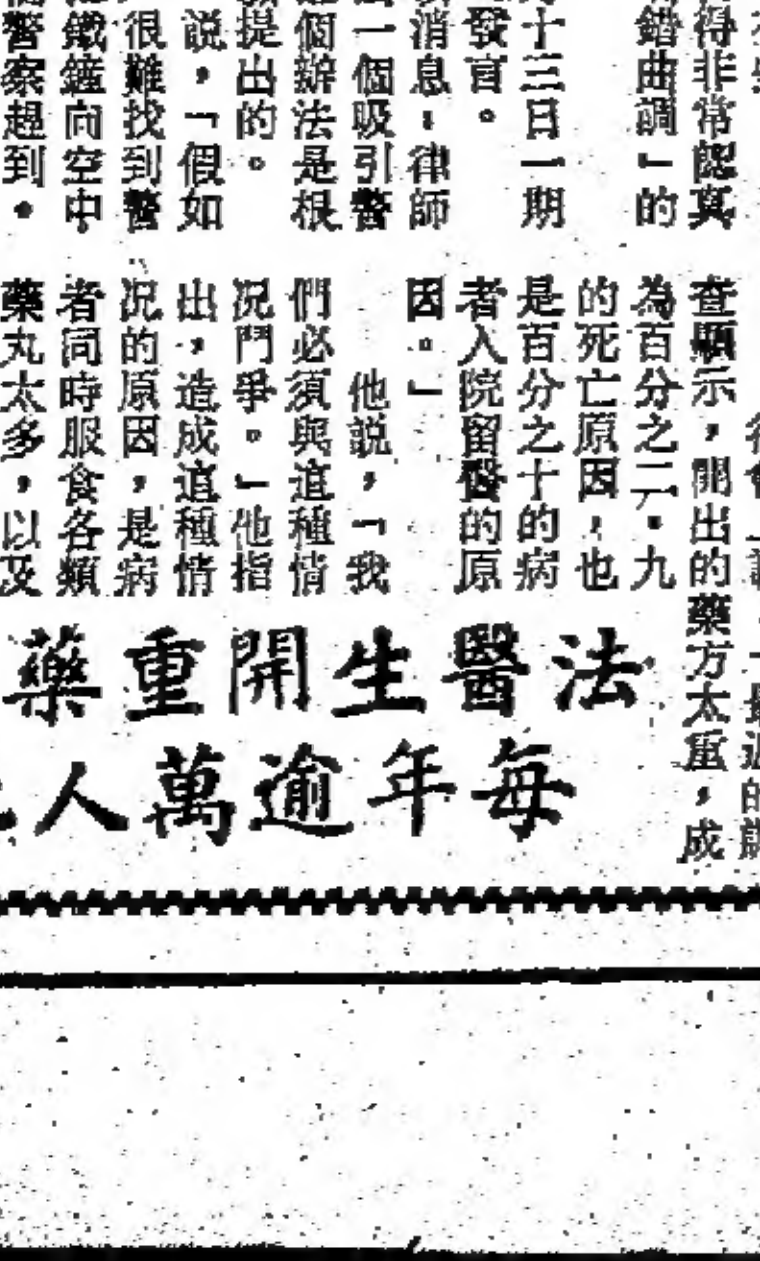 得非常認真
錯曲調」的
十三日一期
發言。
消息：律師
一個吸引警
個辦法是根
提出的。
說，「假如
很難找到警
鐵鐘向空中
警察趕到。
查顯示，開出的藥方太重，成
為百分之二．九
的死亡原因，也
是百分之十的病
者入院留醫的原
因。」
他説，「我
們必須與這種情
況鬥爭。」他指
出，造成這種情
況的原因，是病
者同時服食各類
藥丸太多，以及
法醫生開重藥
每年逾萬人